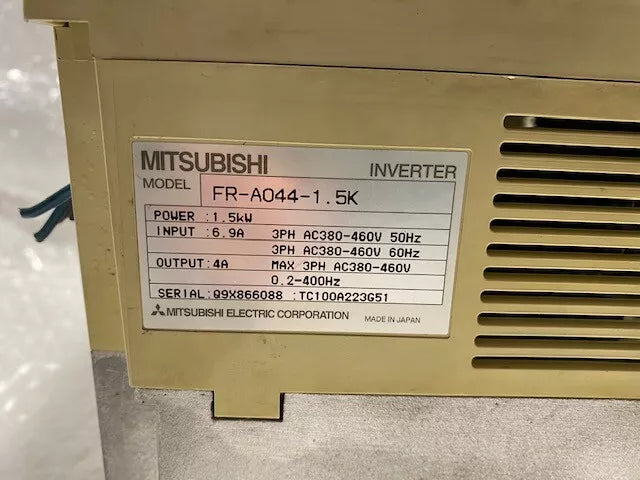 MITSUBISHI INVERTER
MODEL FR-A044-1.5K
POWER :1.5kW
INPUT :6.9A 3PH AC380-460V 50Hz
3PH AC380-460V 60Hz
OUTPUT:4A MAX 3PH AC380-460V
0.2-400Hz
SERIAL:Q9X866088 :TC100A223G51
MITSUBISHI ELECTRIC CORPORATION MADE IN JAPAN